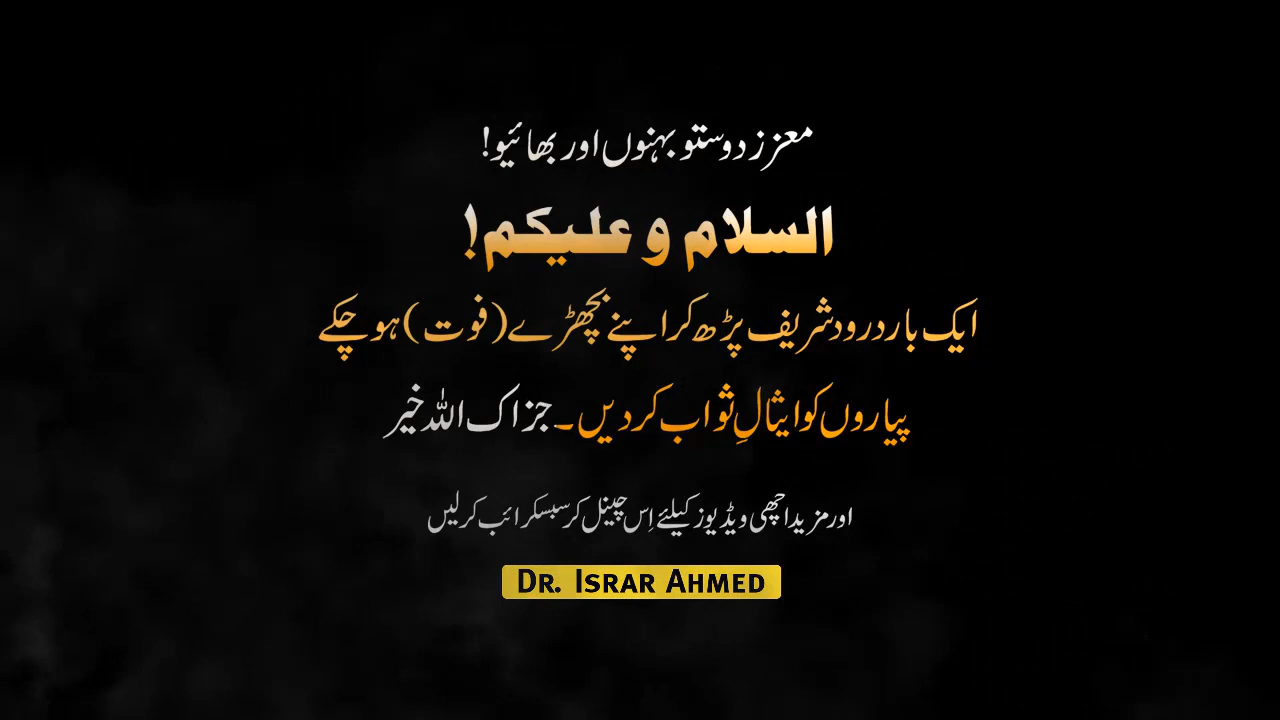 معزز دوستو بہنوں اور بھائیو!
السلام و علیکم!
ایک بار درود شریف پڑھ کر اپنے بچھڑے (فوت) ہو چکے
پیاروں کو ایثالِ ثواب کر دیں۔ جزاک اللہ خیر
اور مزید اچھی ویڈیوز کیلئے اِس چینل کر سبسکرائب کر لیں
DR. ISRAR AHMED